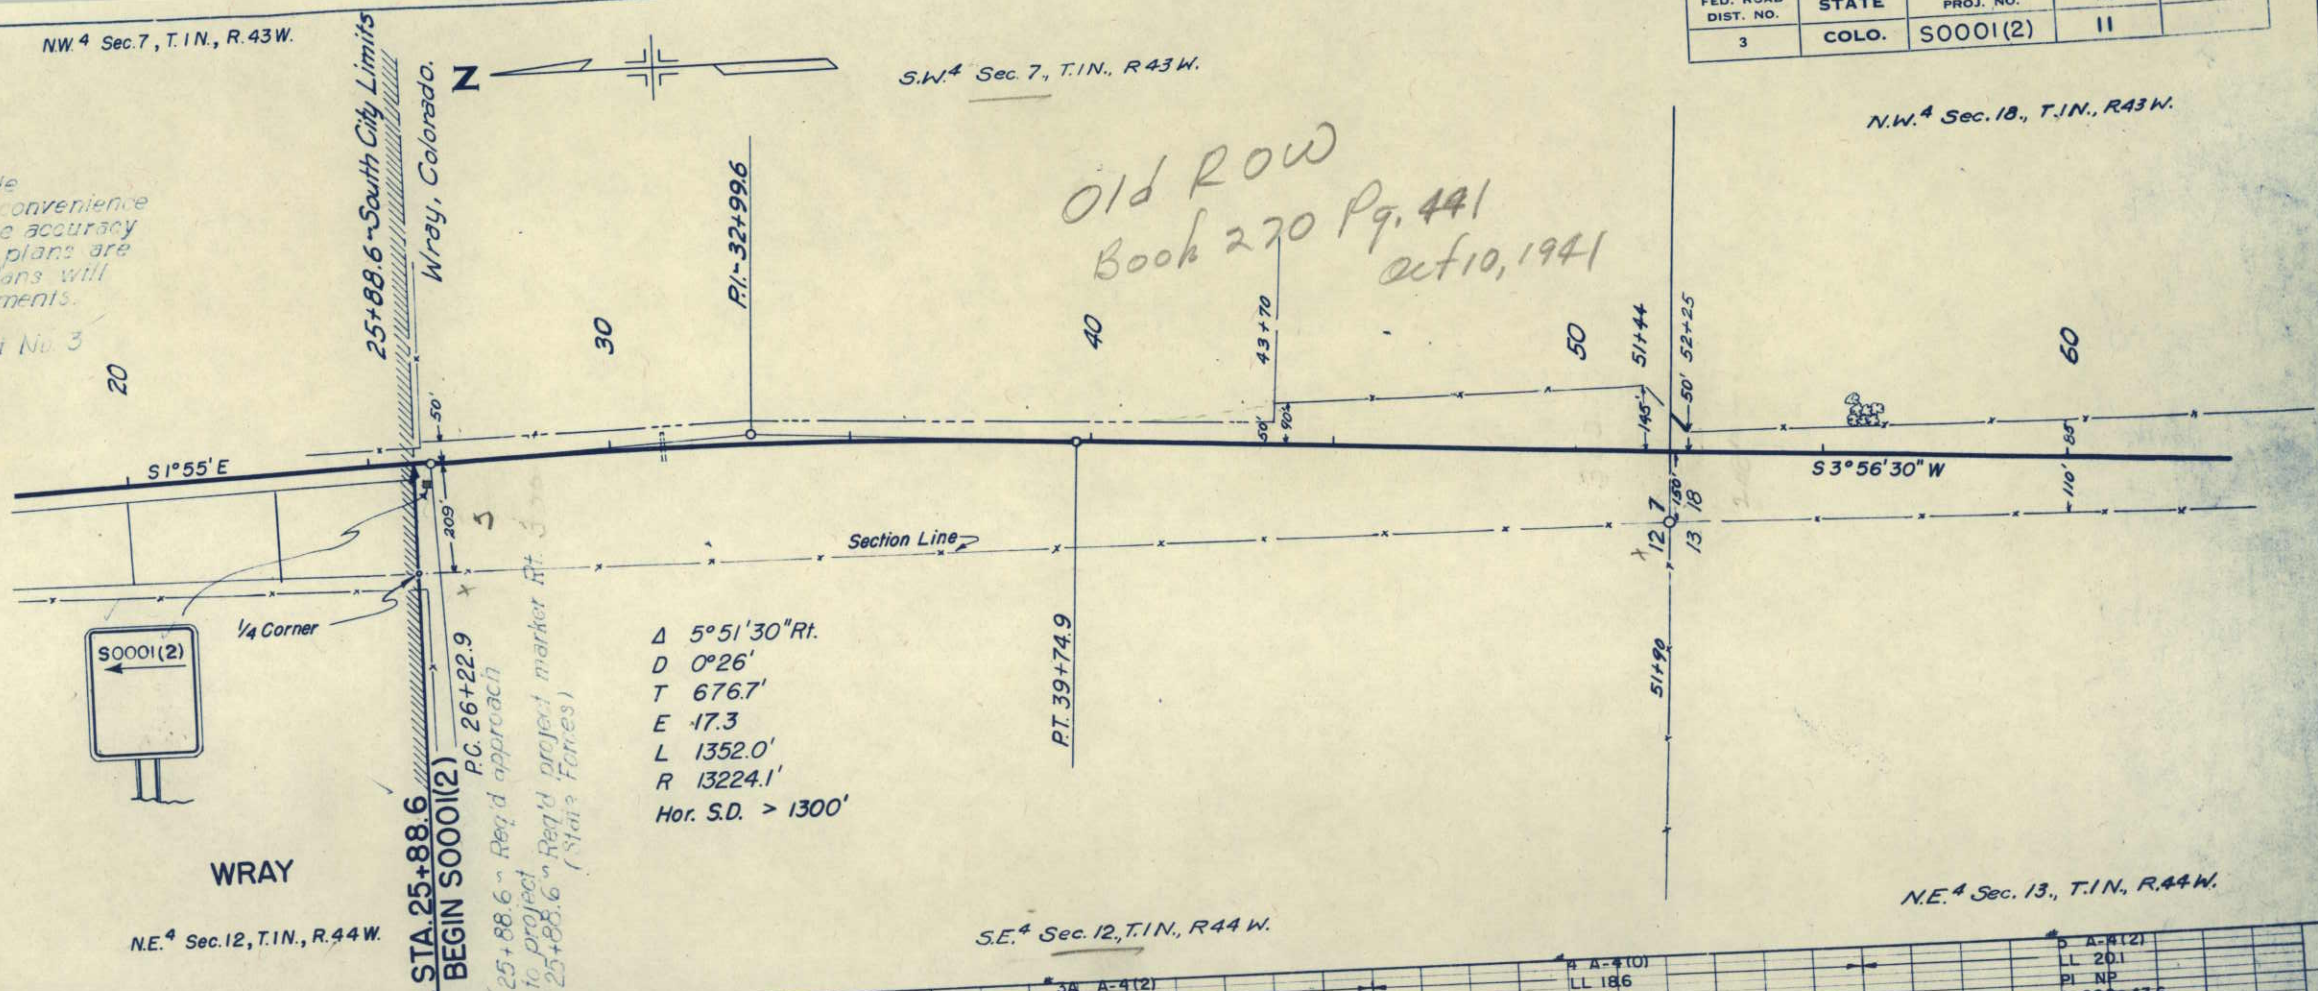 N.W.4 Sec.7, T.1N., R.43W.
25+88.6~South City Limits
Wray, Colorado.
Z
S.W.4 Sec. 7., T.1N., R43W.
DIST. NO.
STATE
PROJ. NO.
3
COLO.
S0001(2)
11
N.W.4 Sec. 18., T.1N., R43W.
convenience
accuracy
plans are
will
No. 3
Old ROW
Book 220 Pg. 441
Oct 10, 1941
P.I.-32+99.6
20
30
40
50
60
43+70
51+44
52+25
50'
50'
90'
145'
50'
85'
S1°55'E
209'
S3°56'30"W
150'
110'
7
18
12
13
Section Line
1/4 Corner
S0001(2)
P.C. 26+22.9
P.T. 39+74.9
51+90
Δ 5°51'30"Rt.
D 0°26'
T 676.7'
E 17.3
L 1352.0'
R 13224.1'
Hor. S.D. > 1300'
STA. 25+88.6
BEGIN S0001(2)
25+88.6~ Req'd approach
to project
25+88.6~ Req'd project marker Rt.
(State Forces)
WRAY
N.E.4 Sec.12, T.1N., R.44W.
S.E.4 Sec. 12., T.1N., R44W.
N.E.4 Sec. 13., T.1N., R.44W.
3A A-4(2)
4 A-4(0)
LL 18.6
5 A-4(2)
LL 20.1
PI NP